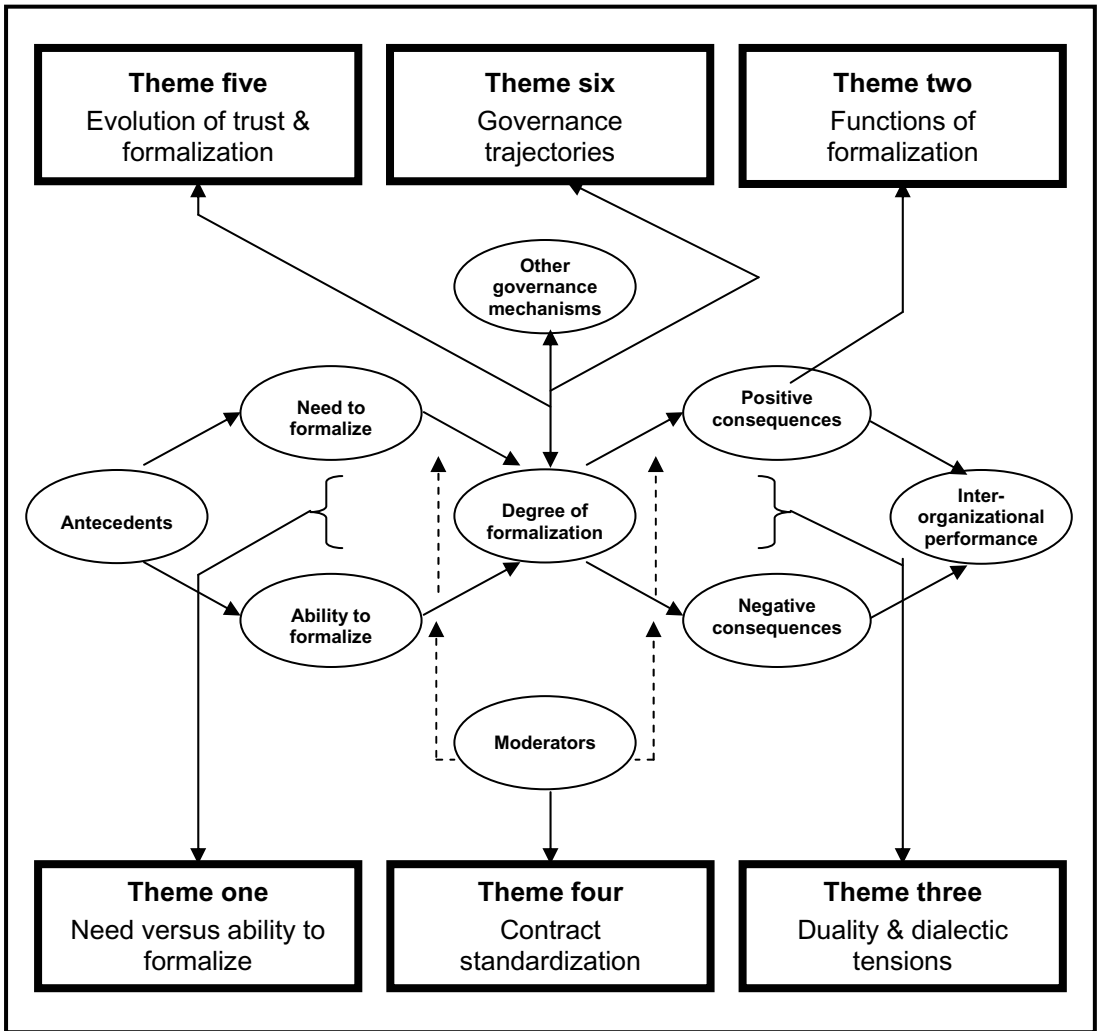 Theme five
Evolution of trust &
formalization
Theme six
Governance
trajectories
Theme two
Functions of
formalization
Other
governance
mechanisms
Need to
formalize
Positive
consequences
Antecedents
Degree of
formalization
Inter-
organizational
performance
Ability to
formalize
Negative
consequences
Moderators
Theme one
Need versus ability to
formalize
Theme four
Contract
standardization
Theme three
Duality & dialectic
tensions